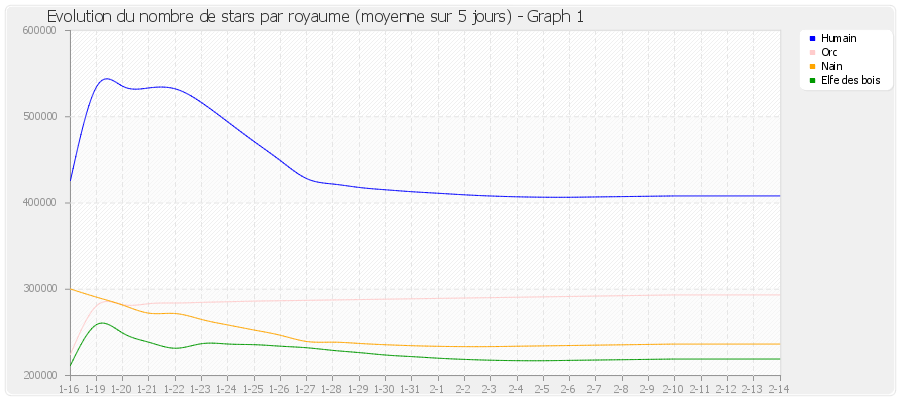 Evolution du nombre de stars par royaume (moyenne sur 5 jours) - Graph 1
600000
500000
400000
300000
200000
1-16 1-19 1-20 1-21 1-22 1-23 1-24 1-25 1-26 1-27 1-28 1-29 1-30 1-31 2-1 2-2 2-3 2-4 2-5 2-6 2-7 2-8 2-9 2-10 2-11 2-12 2-13 2-14
Humain
Orc
Nain
Elfe des bois